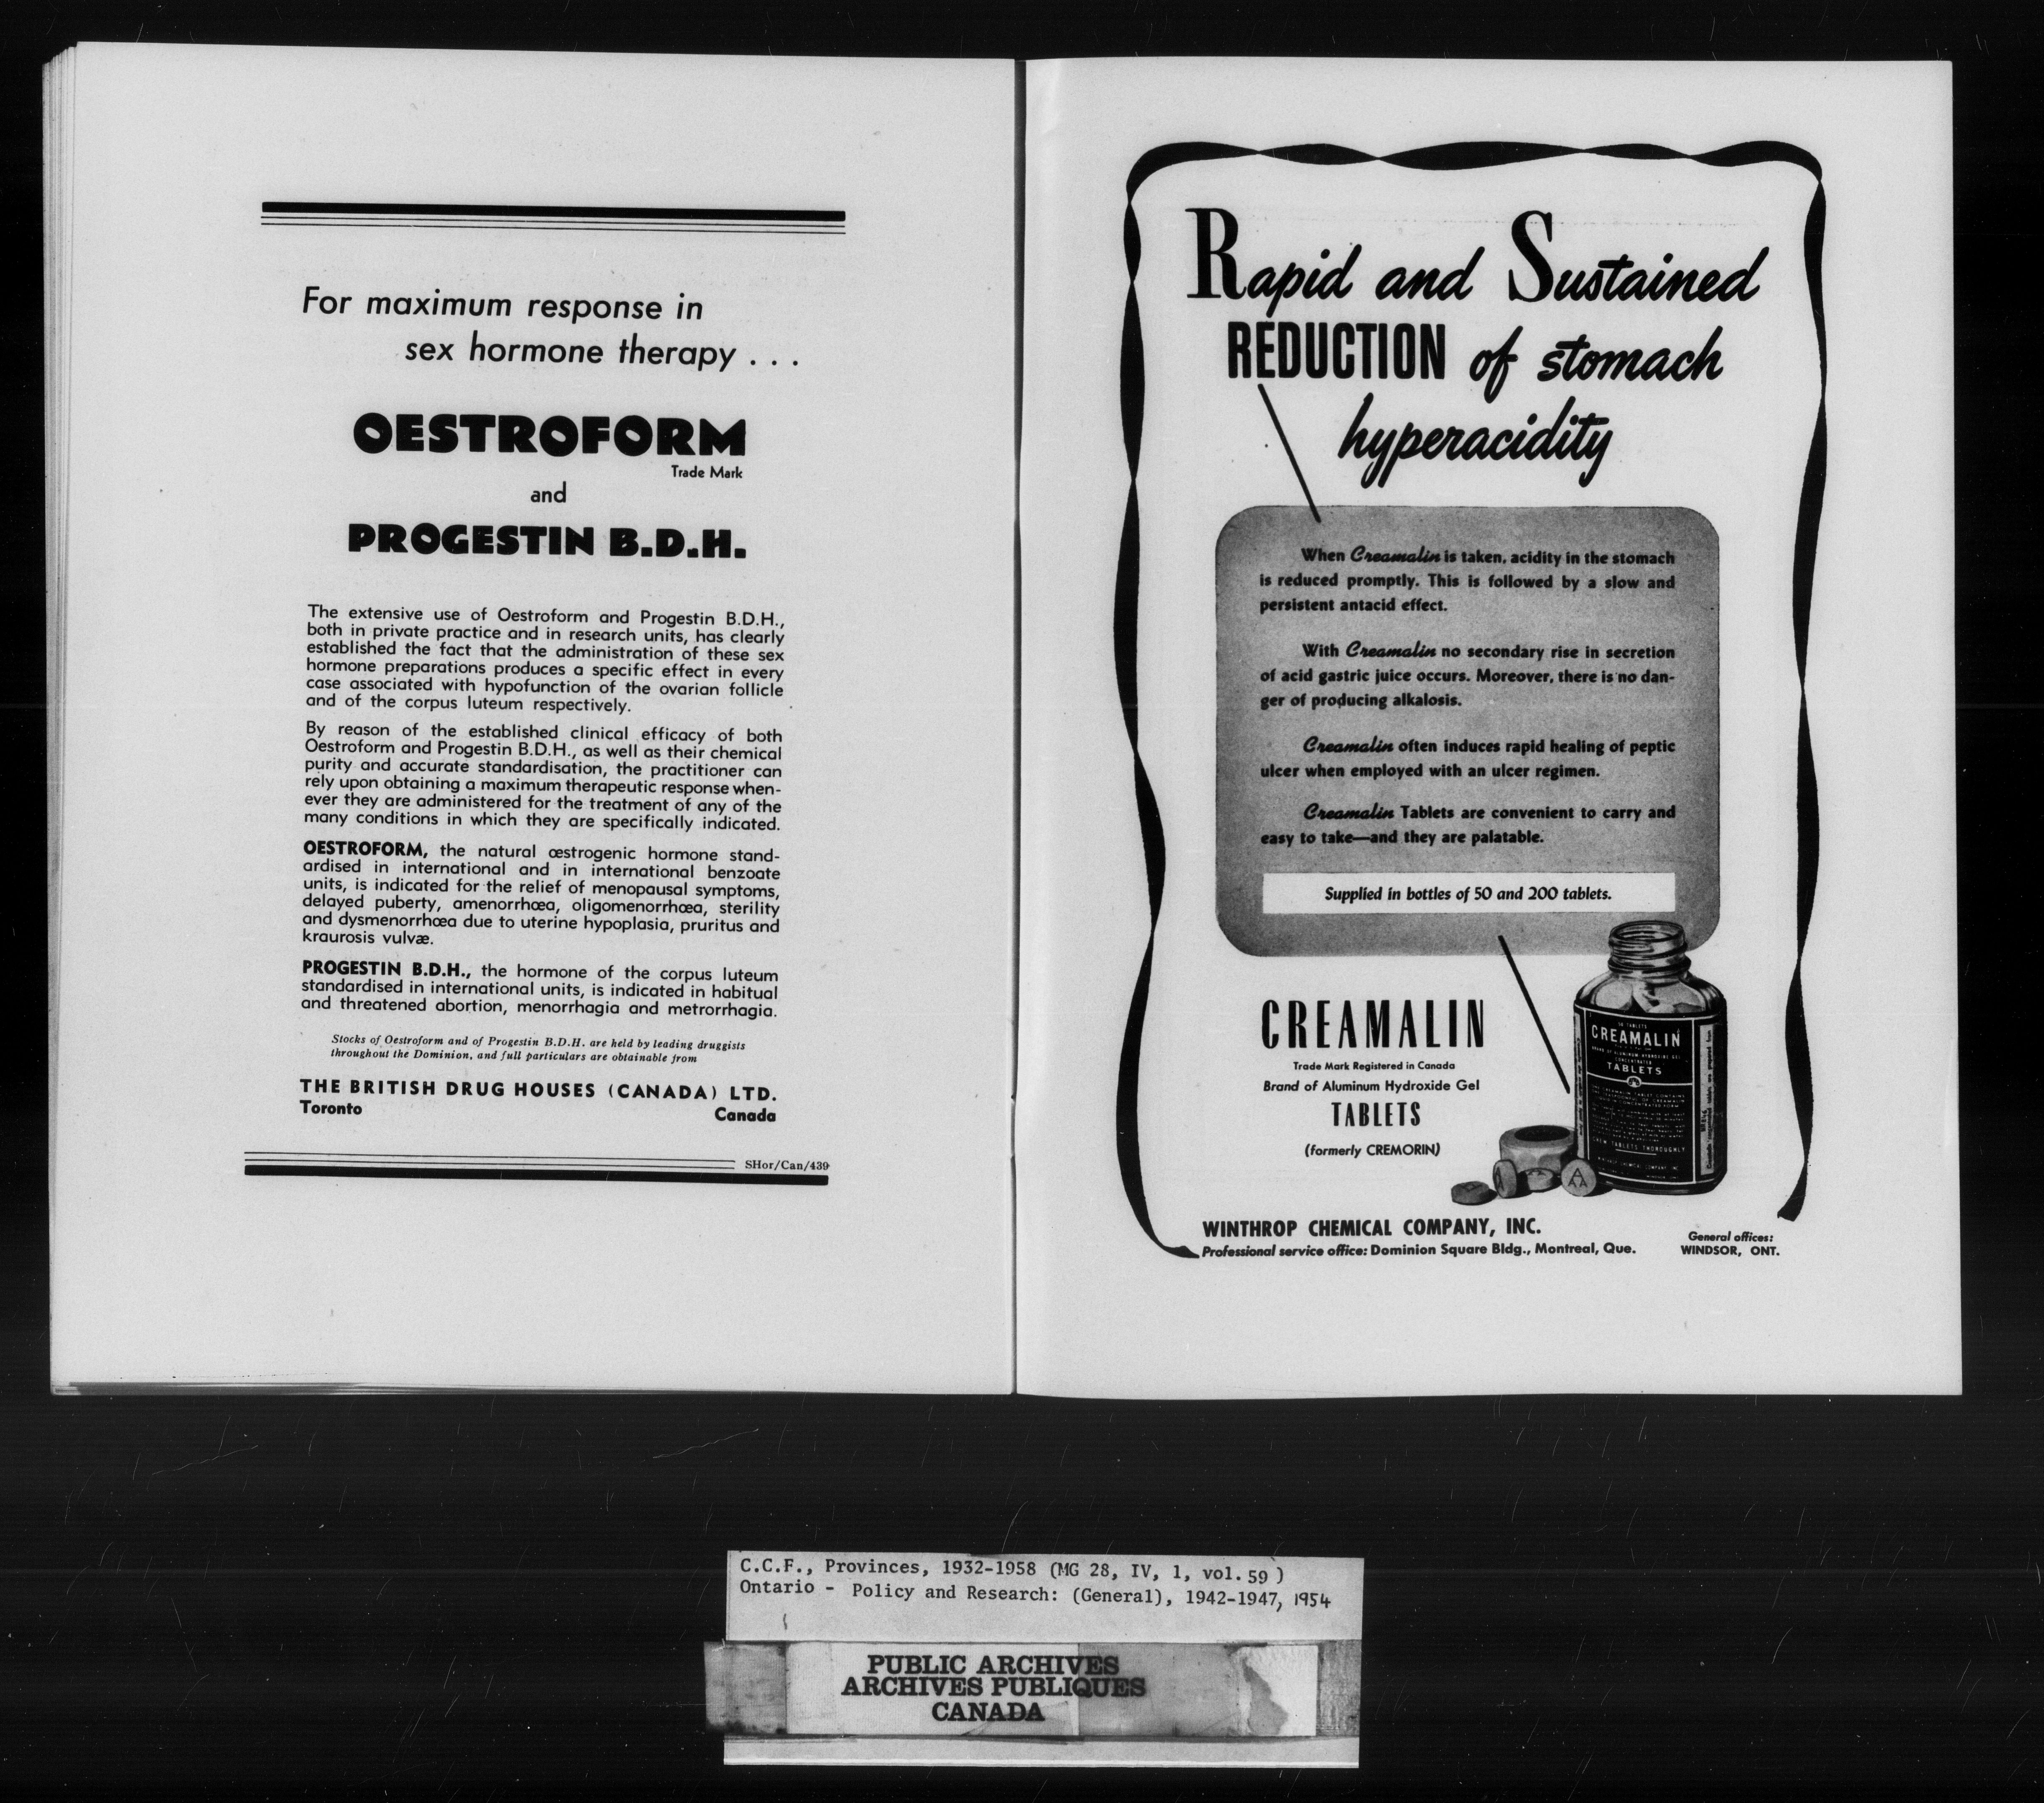 For maximum response in
sex hormone therapy . . .
OESTROFORM
Trade Mark
and
PROGESTIN B.D.H.
The extensive use of Oestroform and Progestin B.D.H.,
both in private practice and in research units, has clearly
established the fact that the administration of these sex
hormone preparations produces a specific effect in every
case associated with hypofunction of the ovarian follicle
and of the corpus luteum respectively.
By reason of the established clinical efficacy of both
Oestroform and Progestin B.D.H., as well as their chemical
purity and accurate standardisation, the practitioner can
rely upon obtaining a maximum therapeutic response when-
ever they are administered for the treatment of any of the
many conditions in which they are specifically indicated.
OESTROFORM, the natural œstrogenic hormone stand-
ardised in international and in international benzoate
units, is indicated for the relief of menopausal symptoms,
delayed puberty, amenorrhœa, oligomenorrhœa, sterility
and dysmenorrhœa due to uterine hypoplasia, pruritus and
kraurosis vulvæ.
PROGESTIN B.D.H., the hormone of the corpus luteum
standardised in international units, is indicated in habitual
and threatened abortion, menorrhagia and metrorrhagia.
Stocks of Oestroform and of Progestin B.D.H. are held by leading druggists
throughout the Dominion, and full particulars are obtainable from
THE BRITISH DRUG HOUSES (CANADA) LTD.
Toronto Canada
SHor/Can/439
Rapid and Sustained
REDUCTION of stomach
hyperacidity
When Creamalin is taken, acidity in the stomach
is reduced promptly. This is followed by a slow and
persistent antacid effect.
With Creamalin no secondary rise in secretion
of acid gastric juice occurs. Moreover, there is no dan-
ger of producing alkalosis.
Creamalin often induces rapid healing of peptic
ulcer when employed with an ulcer regimen.
Creamalin Tablets are convenient to carry and
easy to take—and they are palatable.
Supplied in bottles of 50 and 200 tablets.
CREAMALIN
Trade Mark Registered in Canada
Brand of Aluminum Hydroxide Gel
TABLETS
(formerly CREMORIN)
50 TABLETS
CREAMALIN
BRAND OF ALUMINUM HYDROXIDE GEL
CONCENTRATED
TABLETS
CHEW TABLETS THOROUGHLY
WINTHROP CHEMICAL COMPANY, INC.
WINTHROP CHEMICAL COMPANY, INC.
Professional service office: Dominion Square Bldg., Montreal, Que.
General offices:
WINDSOR, ONT.
C.C.F., Provinces, 1932-1958 (MG 28, IV, 1, vol. 59 )
Ontario - Policy and Research: (General), 1942-1947, 1954
PUBLIC ARCHIVES
ARCHIVES PUBLIQUES
CANADA